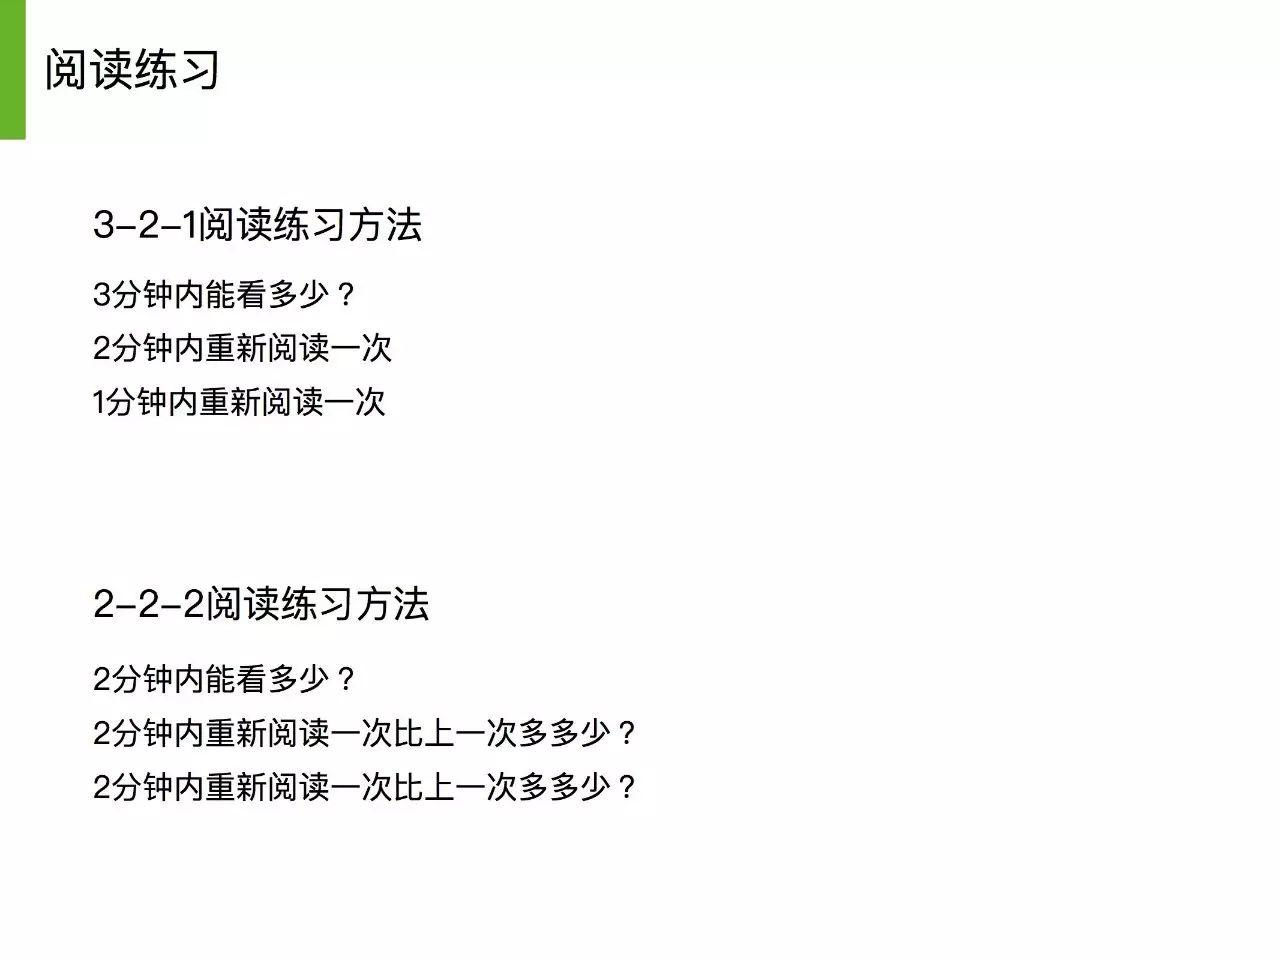 阅读练习
3-2-1阅读练习方法
3分钟内能看多少？
2分钟内重新阅读一次
1分钟内重新阅读一次
2-2-2阅读练习方法
2分钟内能看多少？
2分钟内重新阅读一次比上一次多多少？
2分钟内重新阅读一次比上一次多多少？